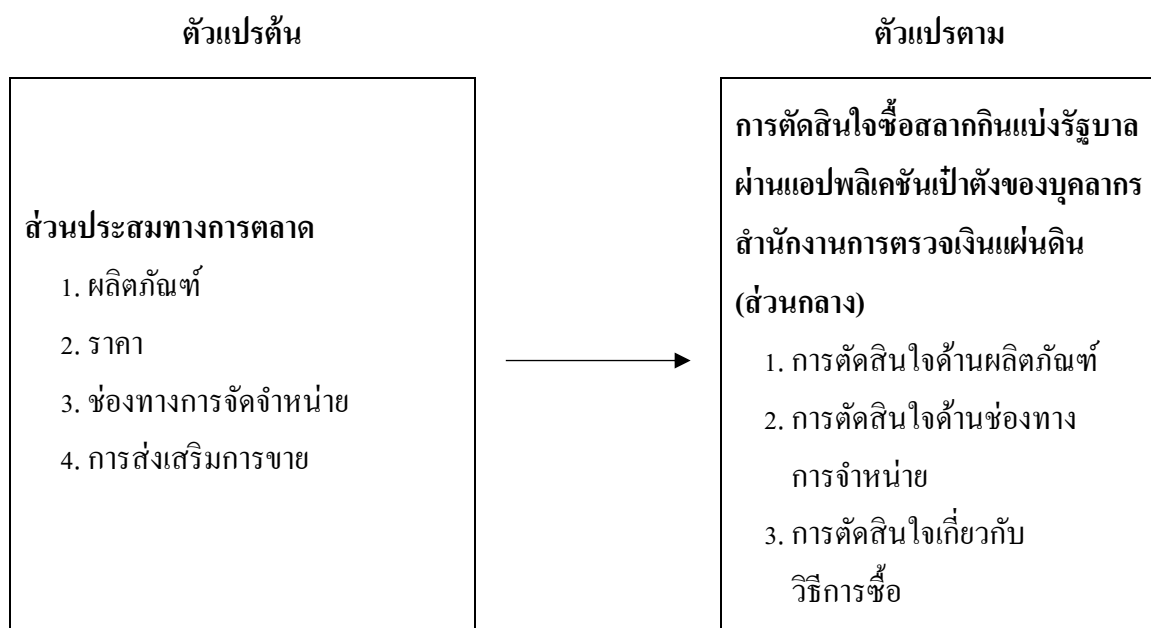 ตัวแปรต้น
ตัวแปรตาม
ส่วนประสมทางการตลาด
1. ผลิตภัณฑ์
2. ราคา
3. ช่องทางการจัดจำหน่าย
4. การส่งเสริมการขาย
การตัดสินใจซื้อสลากกินแบ่งรัฐบาล
ผ่านแอปพลิเคชันเป๋าตังของบุคลากร
สำนักงานการตรวจเงินแผ่นดิน
(ส่วนกลาง)
1. การตัดสินใจด้านผลิตภัณฑ์
2. การตัดสินใจด้านช่องทาง
การจำหน่าย
3. การตัดสินใจเกี่ยวกับ
วิธีการซื้อ